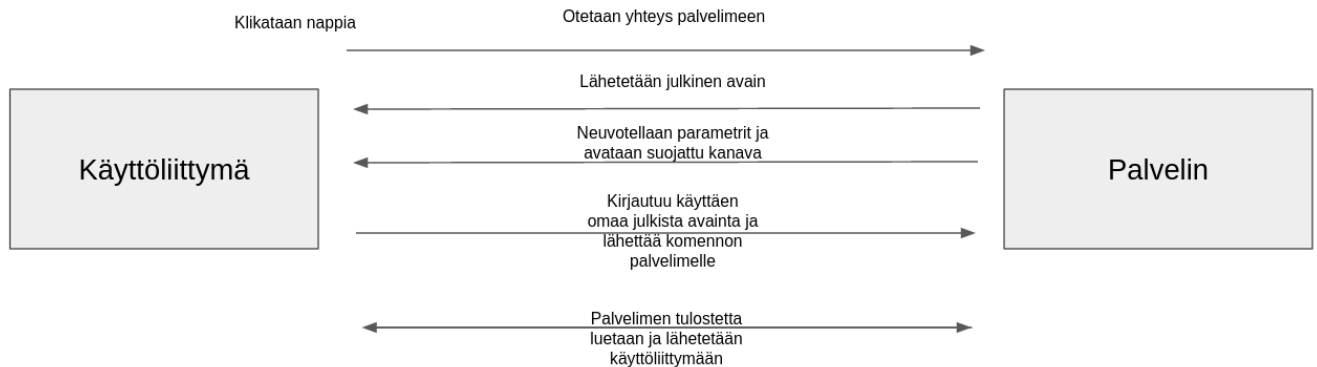 Klikataan nappia
Otetaan yhteys palvelimeen
Lähetetään julkinen avain
Neuvotellaan parametrit ja
avataan suojattu kanava
Käyttöliittymä
Palvelin
Kirjautuu käyttäen
omaa julkista avainta ja
lähettää komennon
palvelimelle
Palvelimen tulostetta
luetaan ja lähetetään
käyttöliittymään